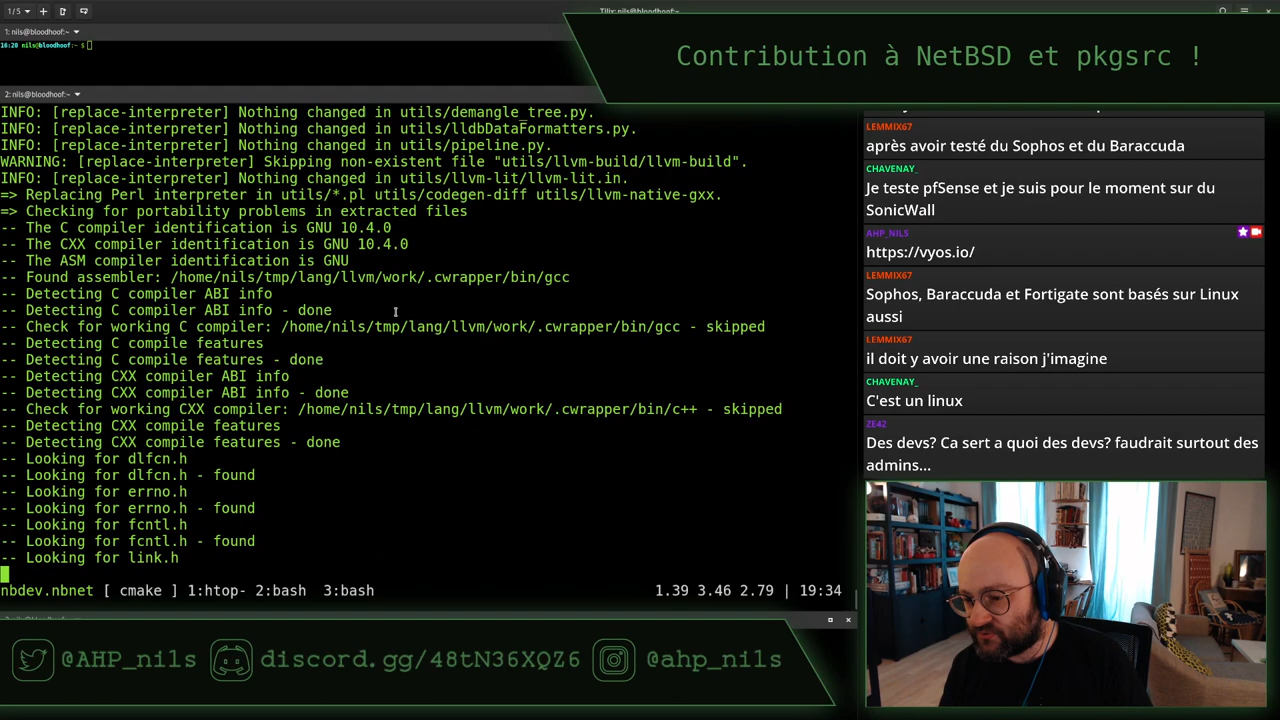 1/5
Tilix: nils@bloodhoof:~
1: nils@bloodhoof:~
16:20 nils@bloodhoof:~ $
Contribution à NetBSD et pkgsrc !
2: nils@bloodhoof:~
INFO: [replace-interpreter] Nothing changed in utils/demangle_tree.py.
INFO: [replace-interpreter] Nothing changed in utils/lldbDataFormatters.py.
INFO: [replace-interpreter] Nothing changed in utils/pipeline.py.
WARNING: [replace-interpreter] Skipping non-existent file "utils/llvm-build/llvm-build".
INFO: [replace-interpreter] Nothing changed in utils/llvm-lit/llvm-lit.in.
=> Replacing Perl interpreter in utils/*.pl utils/codegen-diff utils/llvm-native-gxx.
=> Checking for portability problems in extracted files
-- The C compiler identification is GNU 10.4.0
-- The CXX compiler identification is GNU 10.4.0
-- The ASM compiler identification is GNU
-- Found assembler: /home/nils/tmp/lang/llvm/work/.cwrapper/bin/gcc
-- Detecting C compiler ABI info
-- Detecting C compiler ABI info - done
-- Check for working C compiler: /home/nils/tmp/lang/llvm/work/.cwrapper/bin/gcc - skipped
-- Detecting C compile features
-- Detecting C compile features - done
-- Detecting CXX compiler ABI info
-- Detecting CXX compiler ABI info - done
-- Check for working CXX compiler: /home/nils/tmp/lang/llvm/work/.cwrapper/bin/c++ - skipped
-- Detecting CXX compile features
-- Detecting CXX compile features - done
-- Looking for dlfcn.h
-- Looking for dlfcn.h - found
-- Looking for errno.h
-- Looking for errno.h - found
-- Looking for fcntl.h
-- Looking for fcntl.h - found
-- Looking for link.h
nbdev.nbnet [ cmake ] 1:htop- 2:bash 3:bash 1.39 3.46 2.79 | 19:34
LEMMIX67
après avoir testé du Sophos et du Baraccuda
CHAVENAY_
Je teste pfSense et je suis pour le moment sur du
SonicWall
AHP_NILS
https://vyos.io/
LEMMIX67
Sophos, Baraccuda et Fortigate sont basés sur Linux
aussi
LEMMIX67
il doit y avoir une raison j'imagine
CHAVENAY_
C'est un linux
ZE42
Des devs? Ca sert a quoi des devs? faudrait surtout des
admins...
@AHP_nils discord.gg/48tN36XQZ6 @ahp_nils